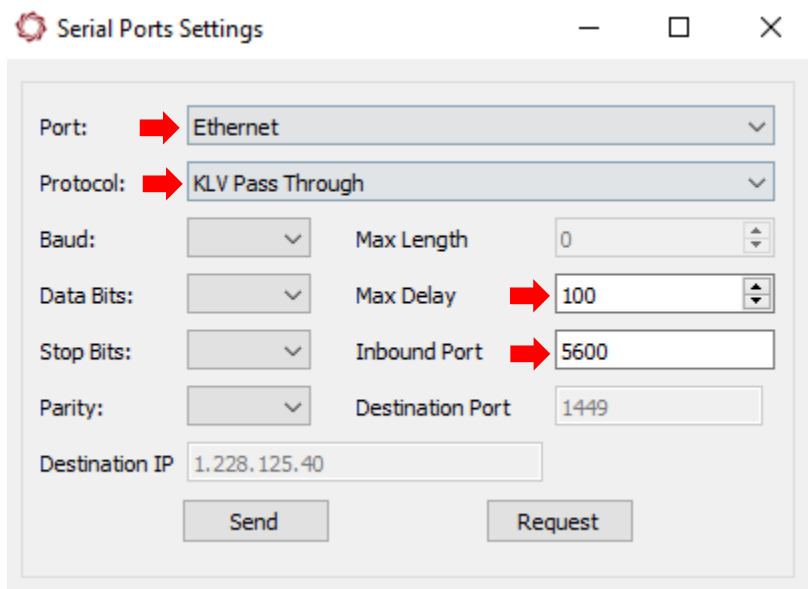 Serial Ports Settings
Port: Ethernet
Protocol: KLV Pass Through
Baud: Max Length 0
Data Bits: Max Delay 100
Stop Bits: Inbound Port 5600
Parity: Destination Port 1449
Destination IP 1.228.125.40
Send Request